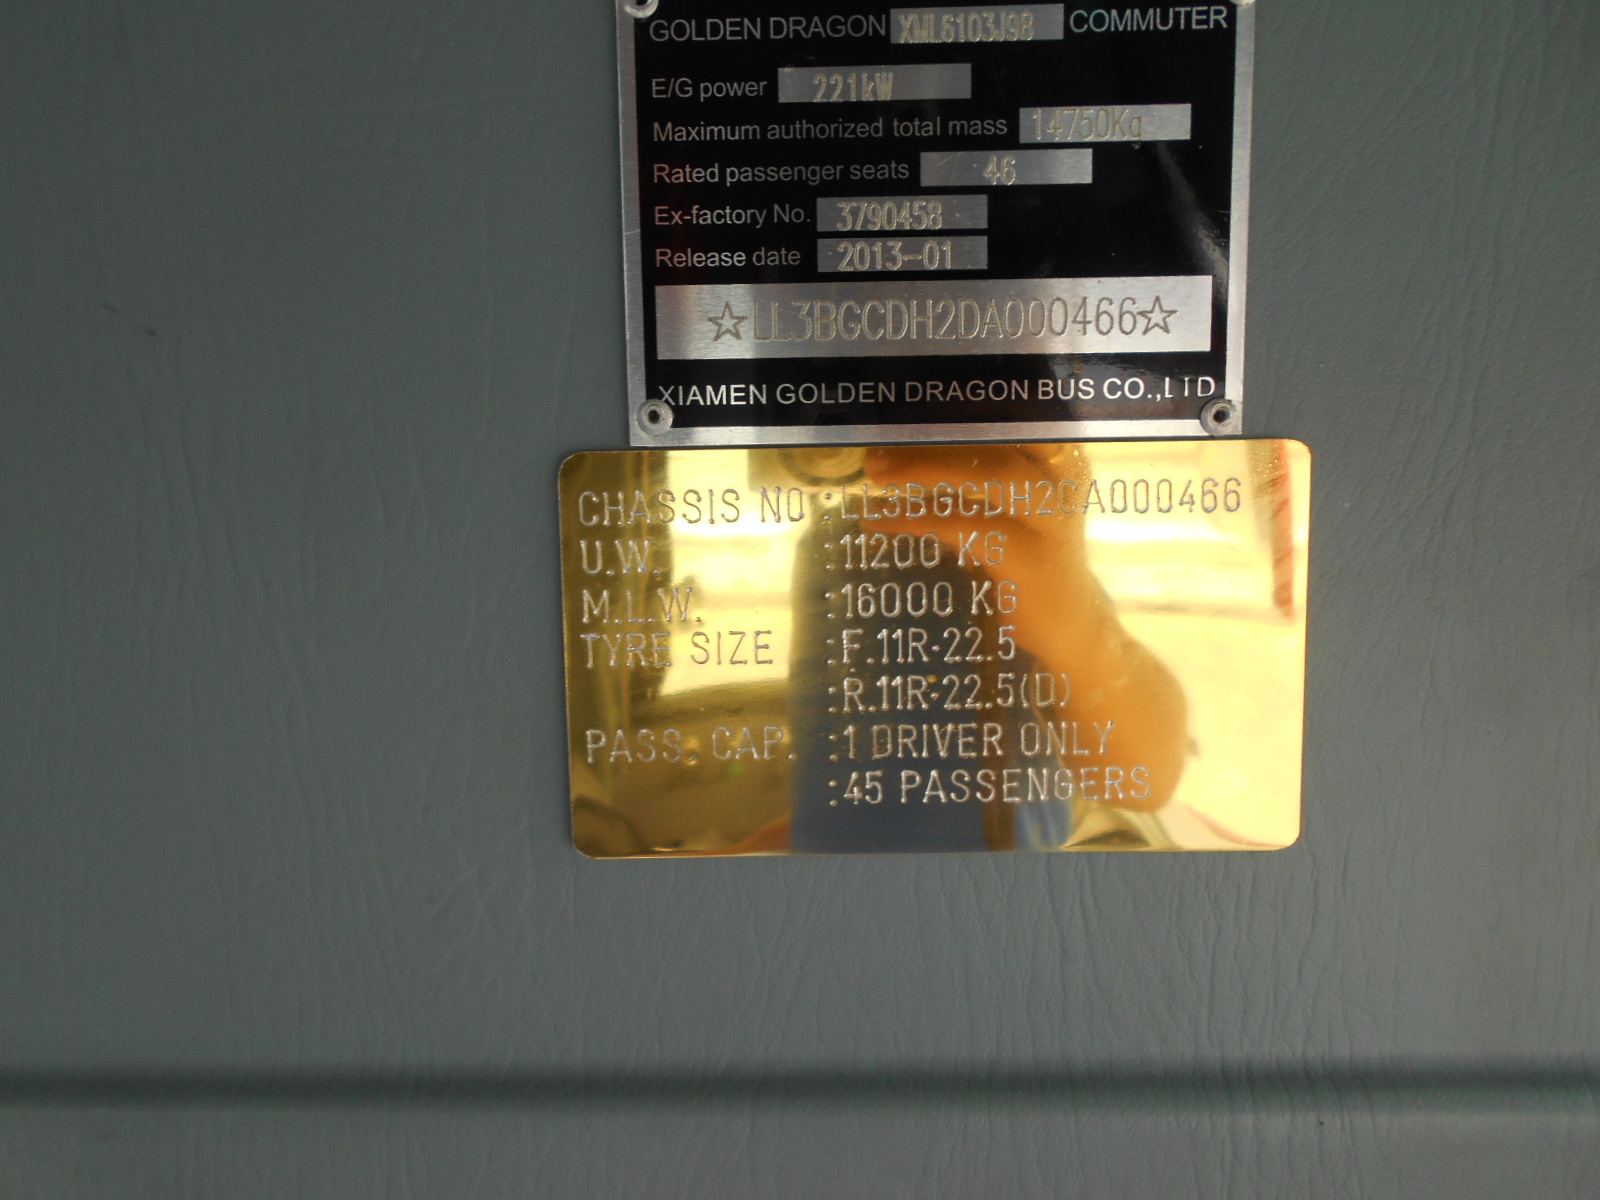 GOLDEN DRAGON XML6103J98 COMMUTER
E/G power 221kW
Maximum authorized total mass 14750Kg
Rated passenger seats 46
Ex-factory No. 3790458
Release date 2013-01
☆LL3BGCDH2DA000466☆
XIAMEN GOLDEN DRAGON BUS CO.,LTD
CHASSIS NO :LL3BGCDH2CA000466
U.W. :11200 KG
M.L.W. :16000 KG
TYRE SIZE :F.11R-22.5
:R.11R-22.5(D)
PASS. CAP. :1 DRIVER ONLY
:45 PASSENGERS